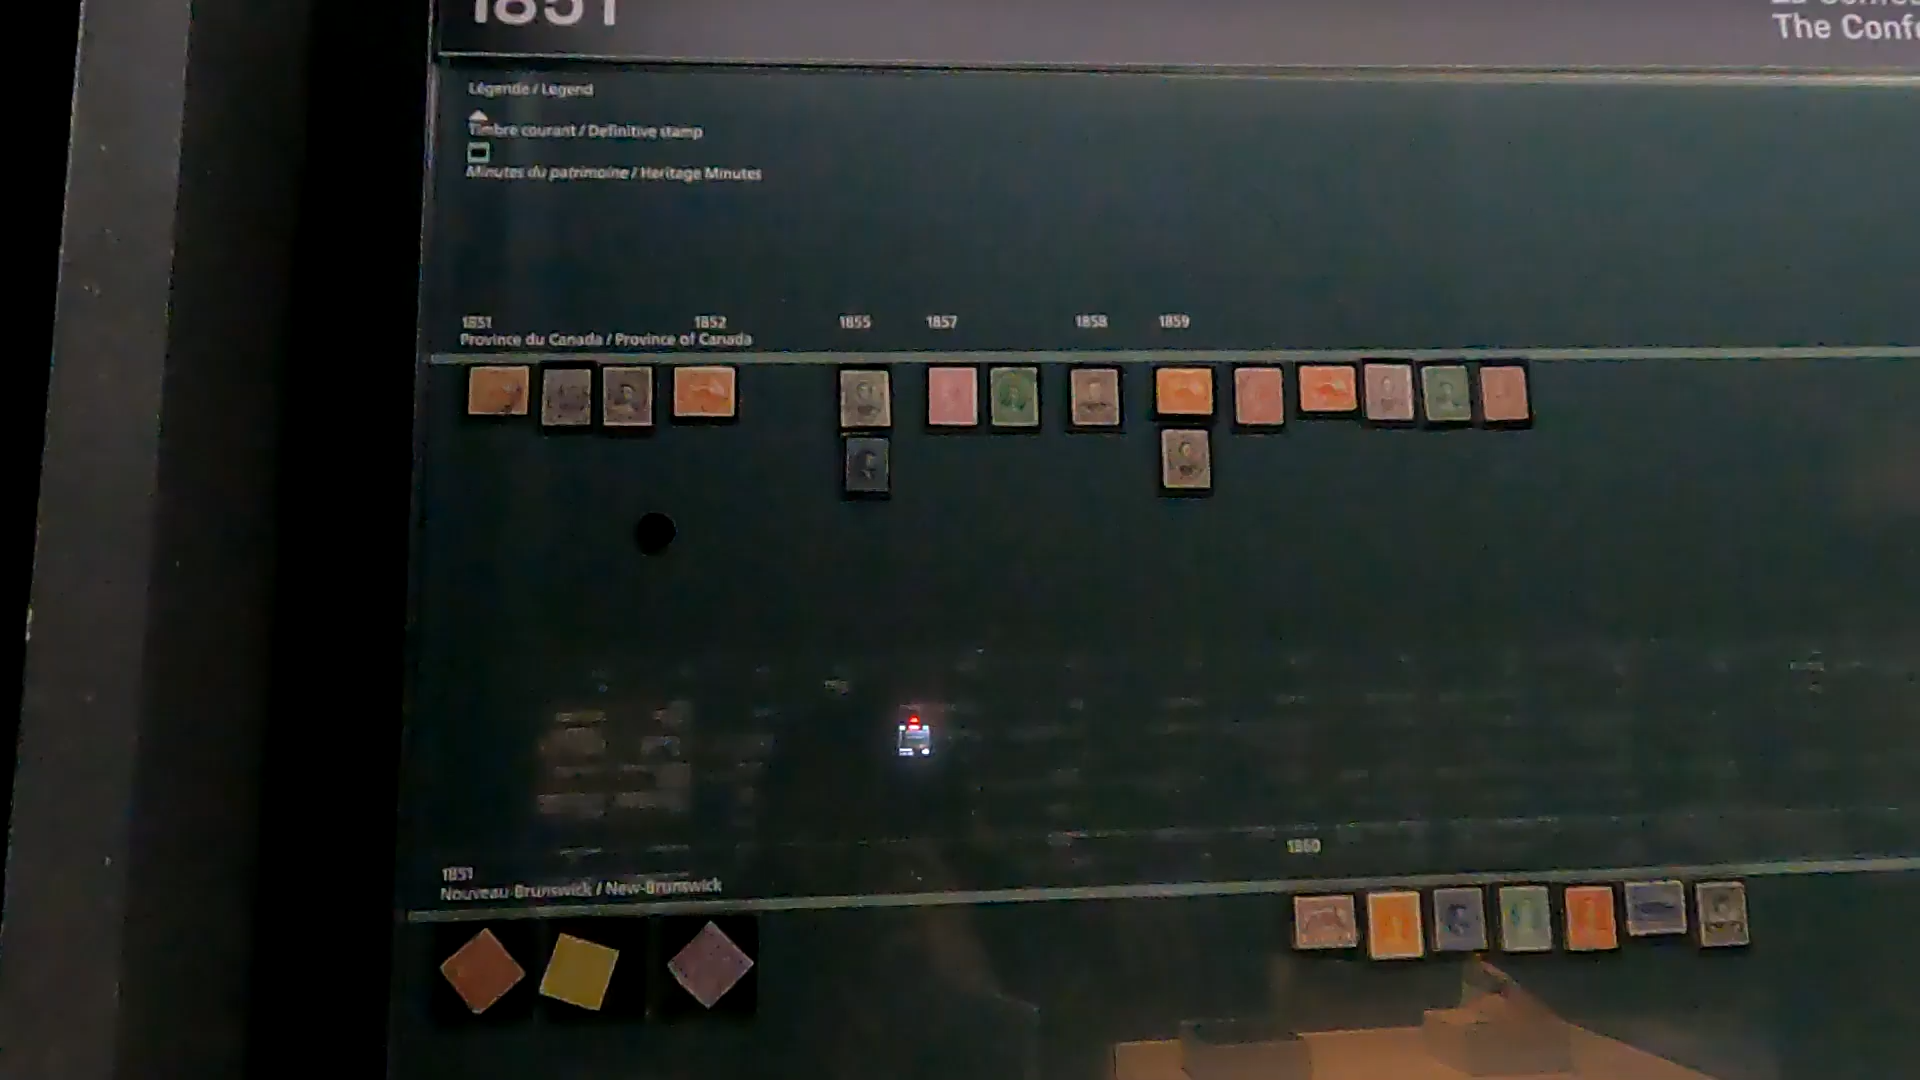 1851
The Conf
Légende / Legend
Timbre courant / Definitive stamp
Minutes du patrimoine / Heritage Minutes
1851 1852 1855 1857 1858 1859
Province du Canada / Province of Canada
1860
1851
Nouveau-Brunswick / New-Brunswick